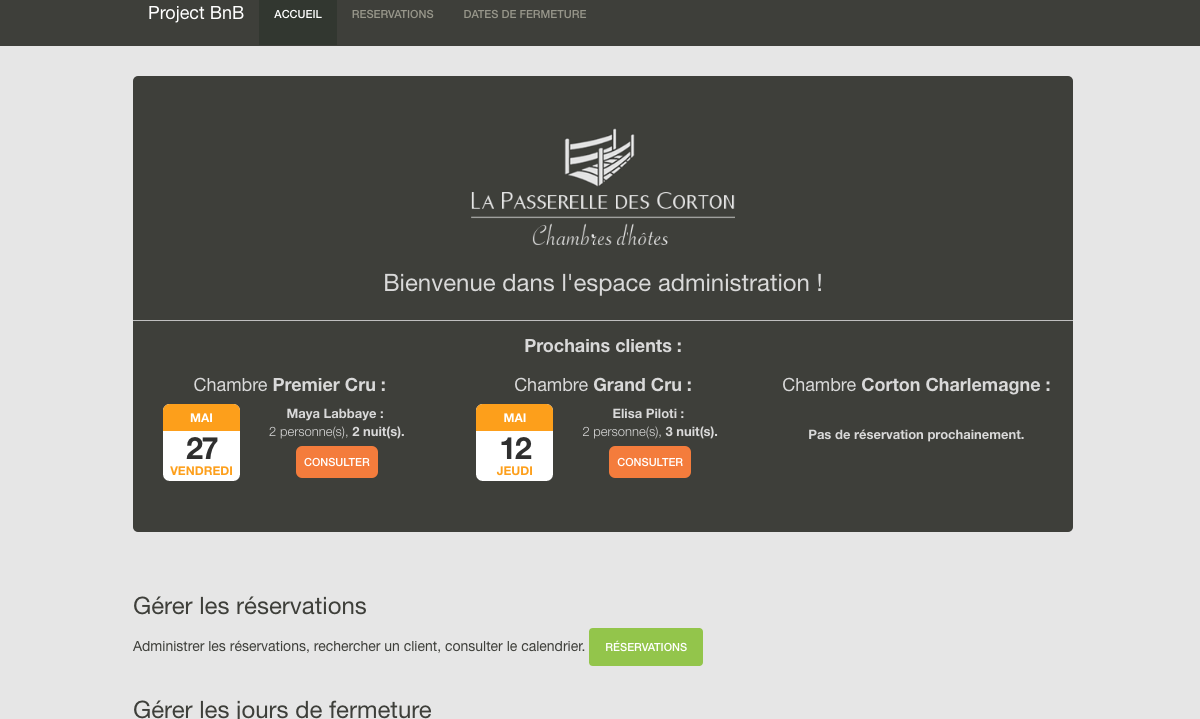 Project BnB
ACCUEIL
RESERVATIONS
DATES DE FERMETURE
LA PASSERELLE DES CORTON
Chambres d'hôtes
Bienvenue dans l'espace administration !
Prochains clients :
Chambre Premier Cru :
MAI
27
VENDREDI
Maya Labbaye :
2 personne(s), 2 nuit(s).
CONSULTER
Chambre Grand Cru :
MAI
12
JEUDI
Elisa Piloti :
2 personne(s), 3 nuit(s).
CONSULTER
Chambre Corton Charlemagne :
Pas de réservation prochainement.
Gérer les réservations
Administrer les réservations, rechercher un client, consulter le calendrier.
RÉSERVATIONS
Gérer les jours de fermeture